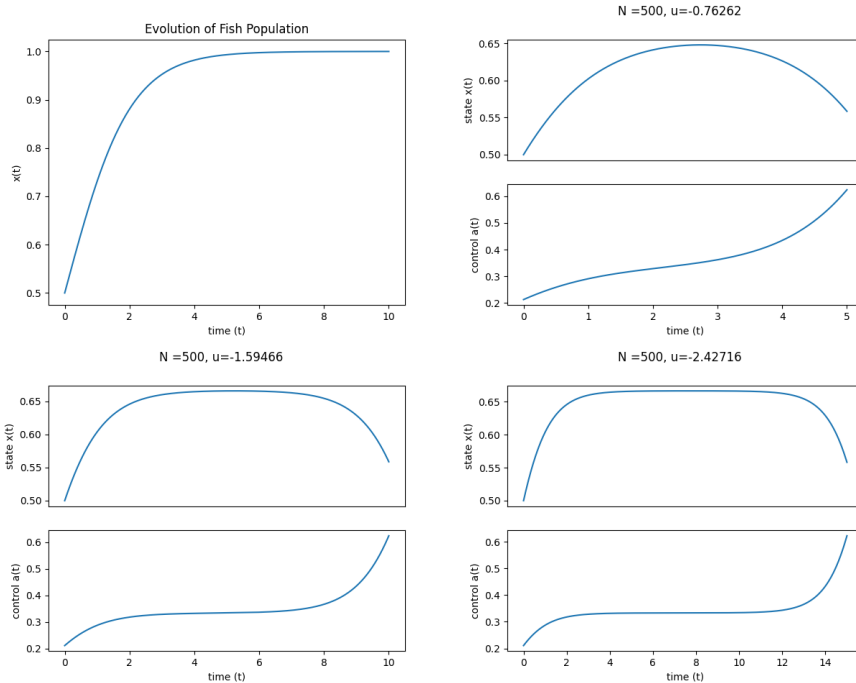 Evolution of Fish Population
x(t)
1.0
0.9
0.8
0.7
0.6
0.5
0 2 4 6 8 10
time (t)
N =500, u=-0.76262
state x(t)
0.65
0.60
0.55
0.50
control a(t)
0.6
0.5
0.4
0.3
0.2
0 1 2 3 4 5
time (t)
N =500, u=-1.59466
state x(t)
0.65
0.60
0.55
0.50
control a(t)
0.6
0.5
0.4
0.3
0.2
0 2 4 6 8 10
time (t)
N =500, u=-2.42716
state x(t)
0.65
0.60
0.55
0.50
control a(t)
0.6
0.5
0.4
0.3
0.2
0 2 4 6 8 10 12 14
time (t)